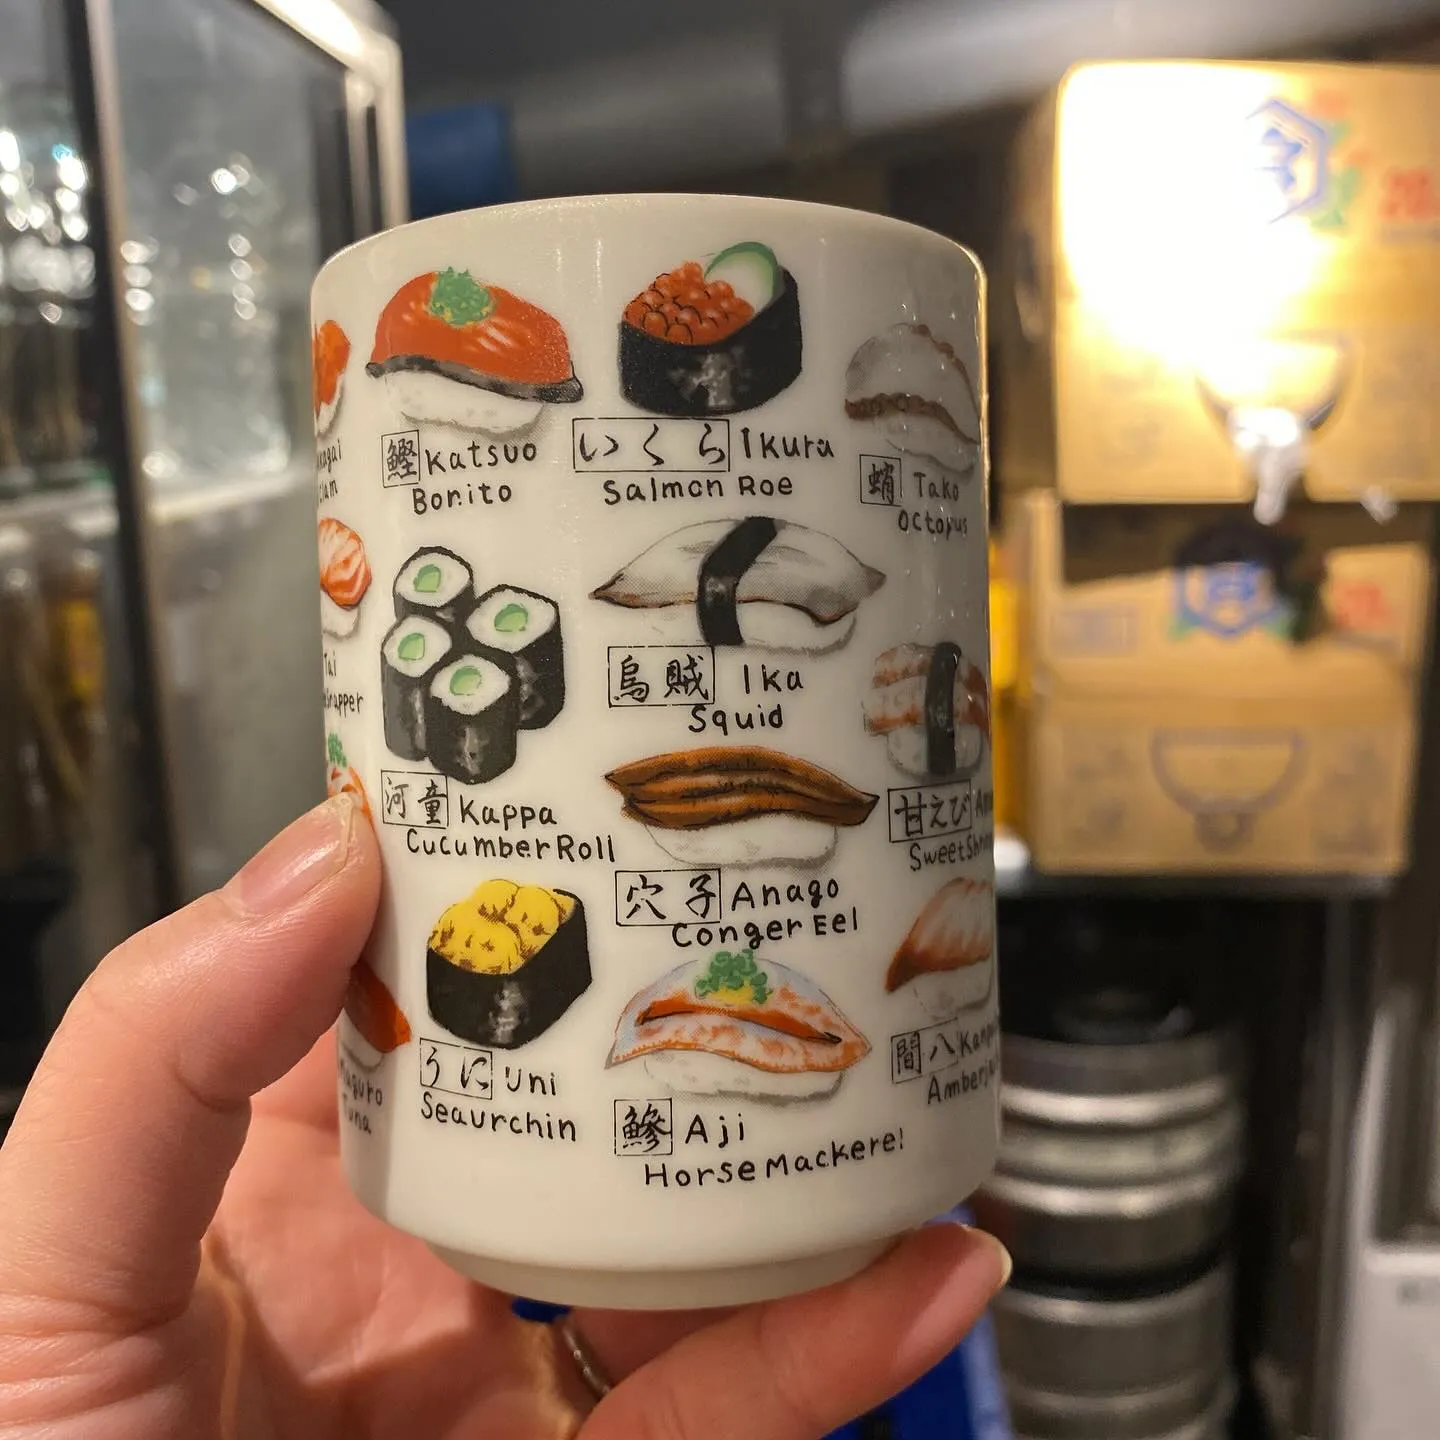 鰹 Katsuo
Bonito
いくら Ikura
Salmon Roe
蛸 Tako
Octopus
Tai
烏賊 Ika
Squid
河童 Kappa
Cucumber Roll
甘えび
Sweet
穴子 Anago
Conger Eel
うに Uni
Seaurchin
間八
鯵 Aji
Horse Mackerel